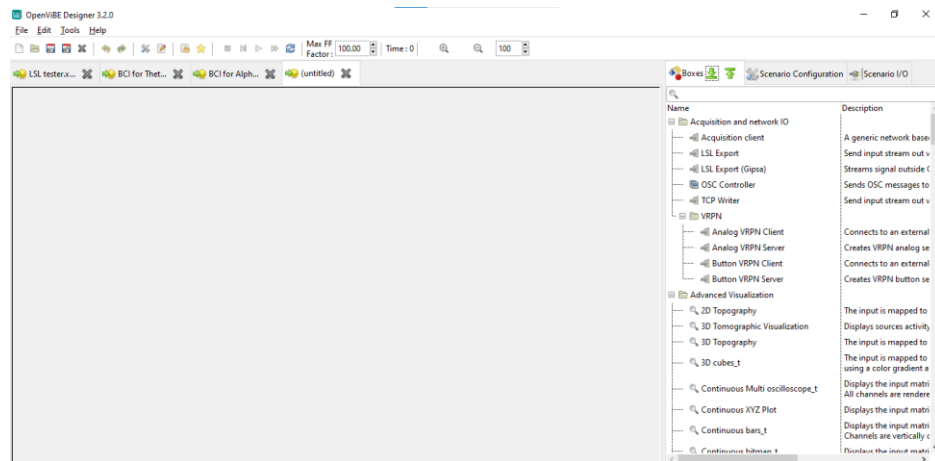 OpenViBE Designer 3.2.0
File Edit Tools Help
Max FF Factor: 100.00 Time: 0 100
LSL tester.x... BCI for Thet... BCI for Alph... (untitled)
Boxes Scenario Configuration Scenario I/O
Name Description
Acquisition and network IO
Acquisition client A generic network base
LSL Export Send input stream out v
LSL Export (Gipsa) Streams signal outside (
OSC Controller Sends OSC messages to
TCP Writer Send input stream out v
VRPN
Analog VRPN Client Connects to an external
Analog VRPN Server Creates VRPN analog se
Button VRPN Client Connects to an external
Button VRPN Server Creates VRPN button se
Advanced Visualization
2D Topography The input is mapped to
3D Tomographic Visualization Displays sources activity
3D Topography The input is mapped to
3D cubes_t The input is mapped to
using a color gradient a
Continuous Multi oscilloscope_t Displays the input matri
All channels are rendere
Continuous XYZ Plot Displays the input matri
Continuous bars_t Displays the input matri
Channels are vertically c
Continuous bitmap_t Displays the input matri